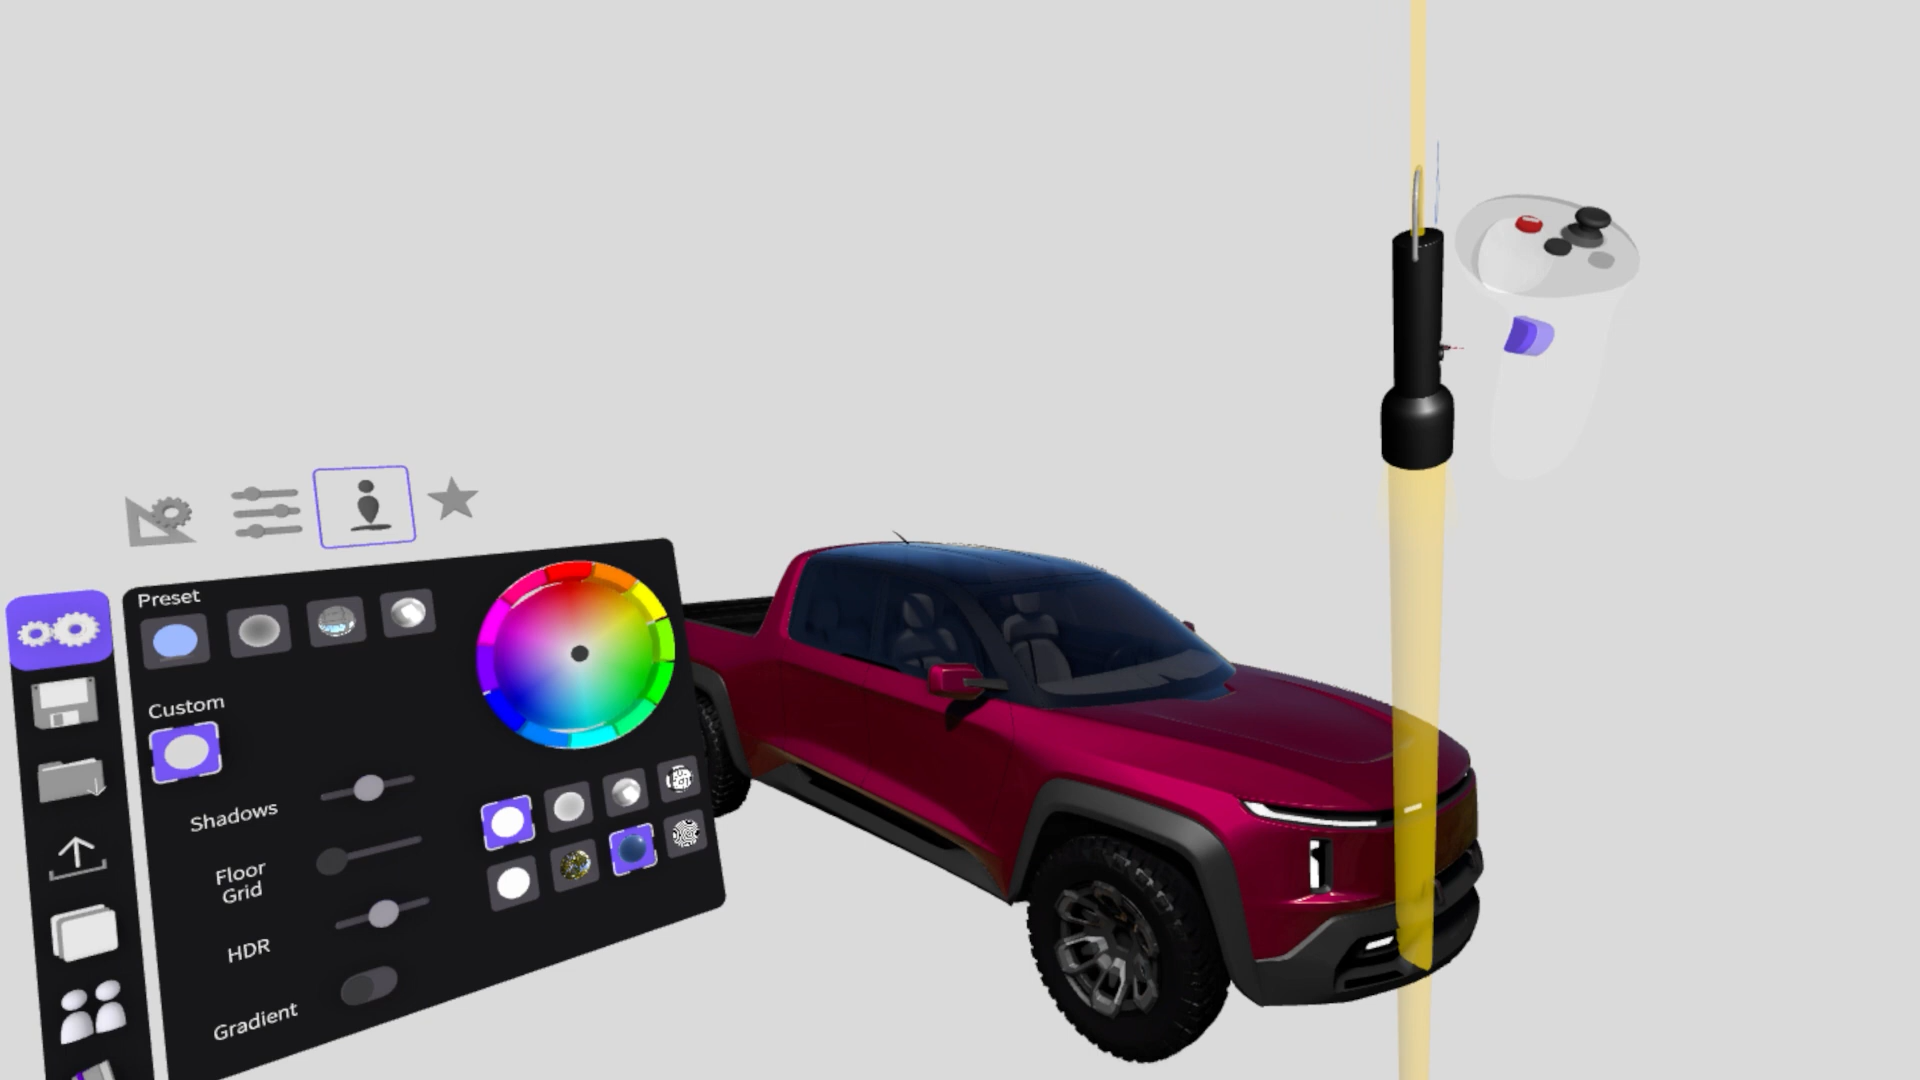 Preset
Custom
Shadows
Floor
Grid
HDR
Gradient